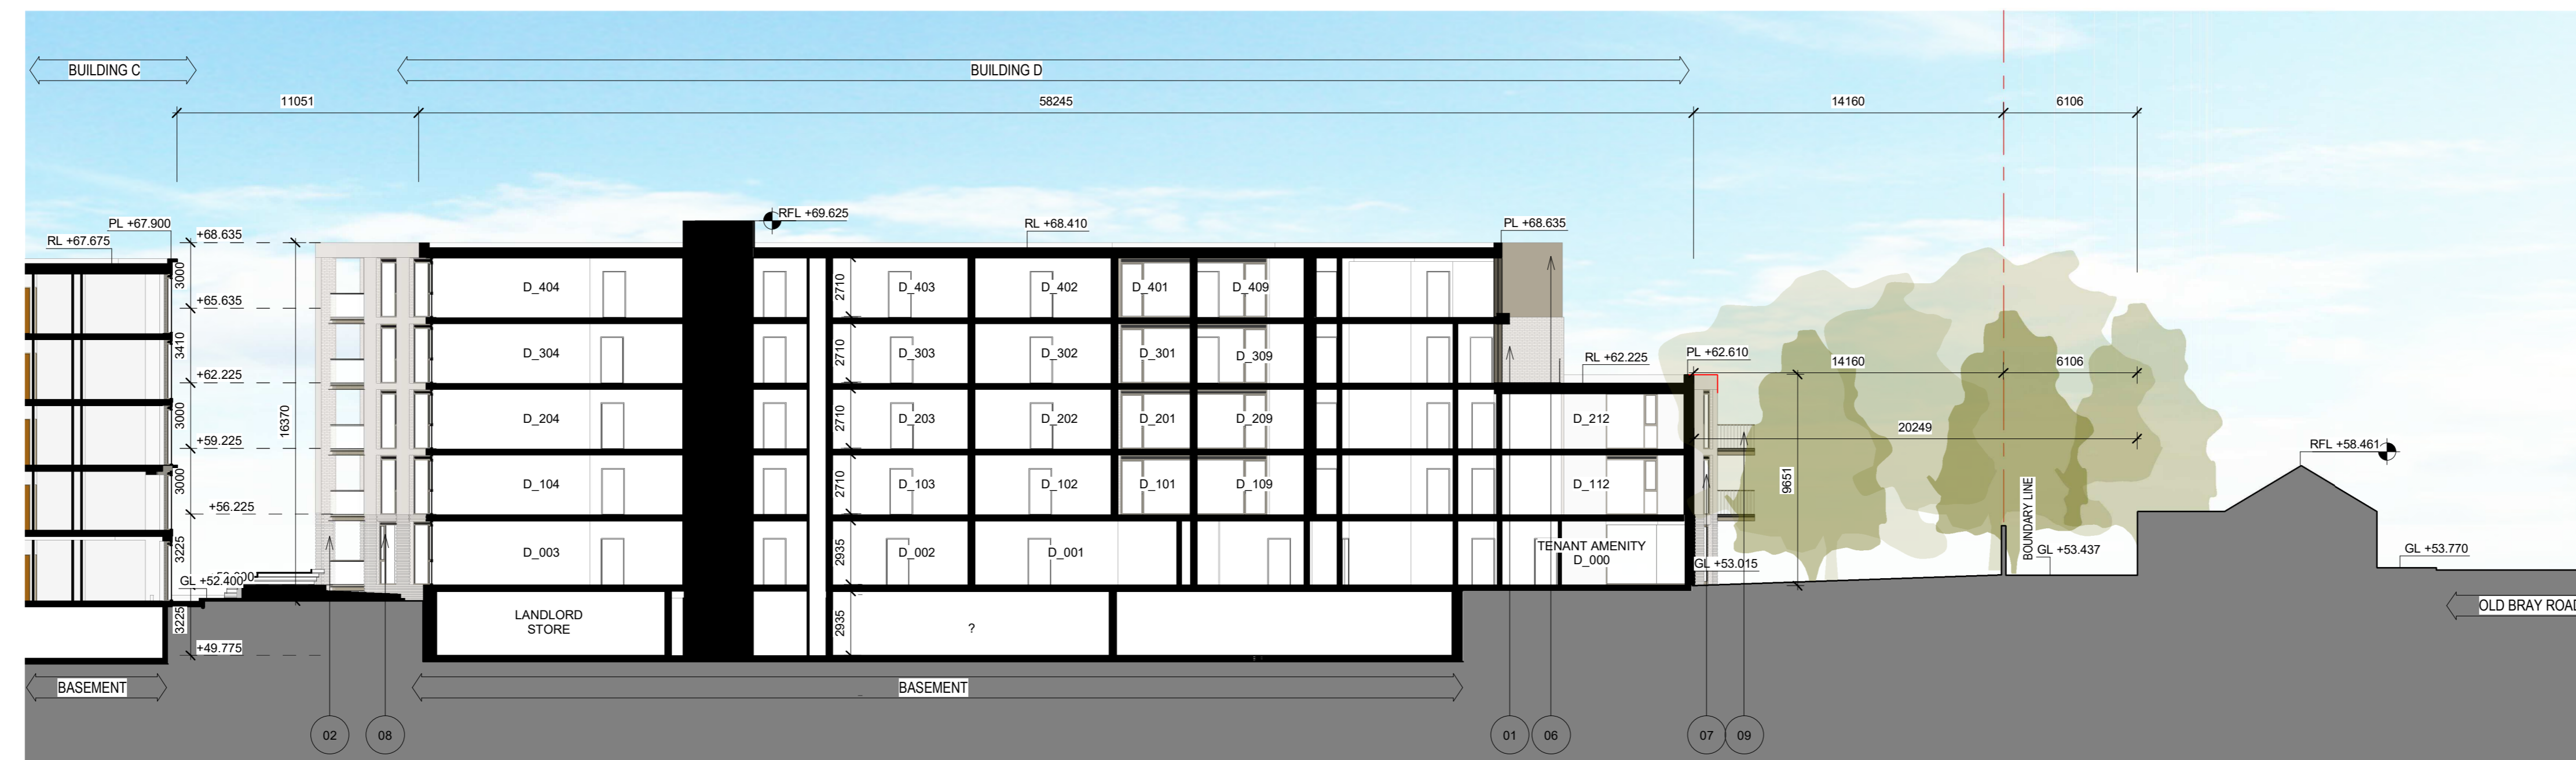 BUILDING C
BUILDING D
11051
58245
14160
6106
PL +67.900
RL +67.675
+68.635
RFL +69.625
RL +68.410
PL +68.635
3000
+65.635
3410
+62.225
3000
+59.225
3000
+56.225
3225
GL +52.400
3225
+49.775
16370
D_404
2710
D_403
D_402
D_401
D_409
D_304
2710
D_303
D_302
D_301
D_309
RL +62.225
PL +62.610
14160
6106
D_204
2710
D_203
D_202
D_201
D_209
D_212
20249
RFL +58.461
D_104
2710
D_103
D_102
D_101
D_109
D_112
9651
BOUNDARY LINE
D_003
2935
D_002
D_001
TENANT AMENITY
D_000
GL +53.015
GL +53.437
GL +53.770
OLD BRAY ROAD
LANDLORD
STORE
2935
?
BASEMENT
BASEMENT
02
08
01
06
07
09